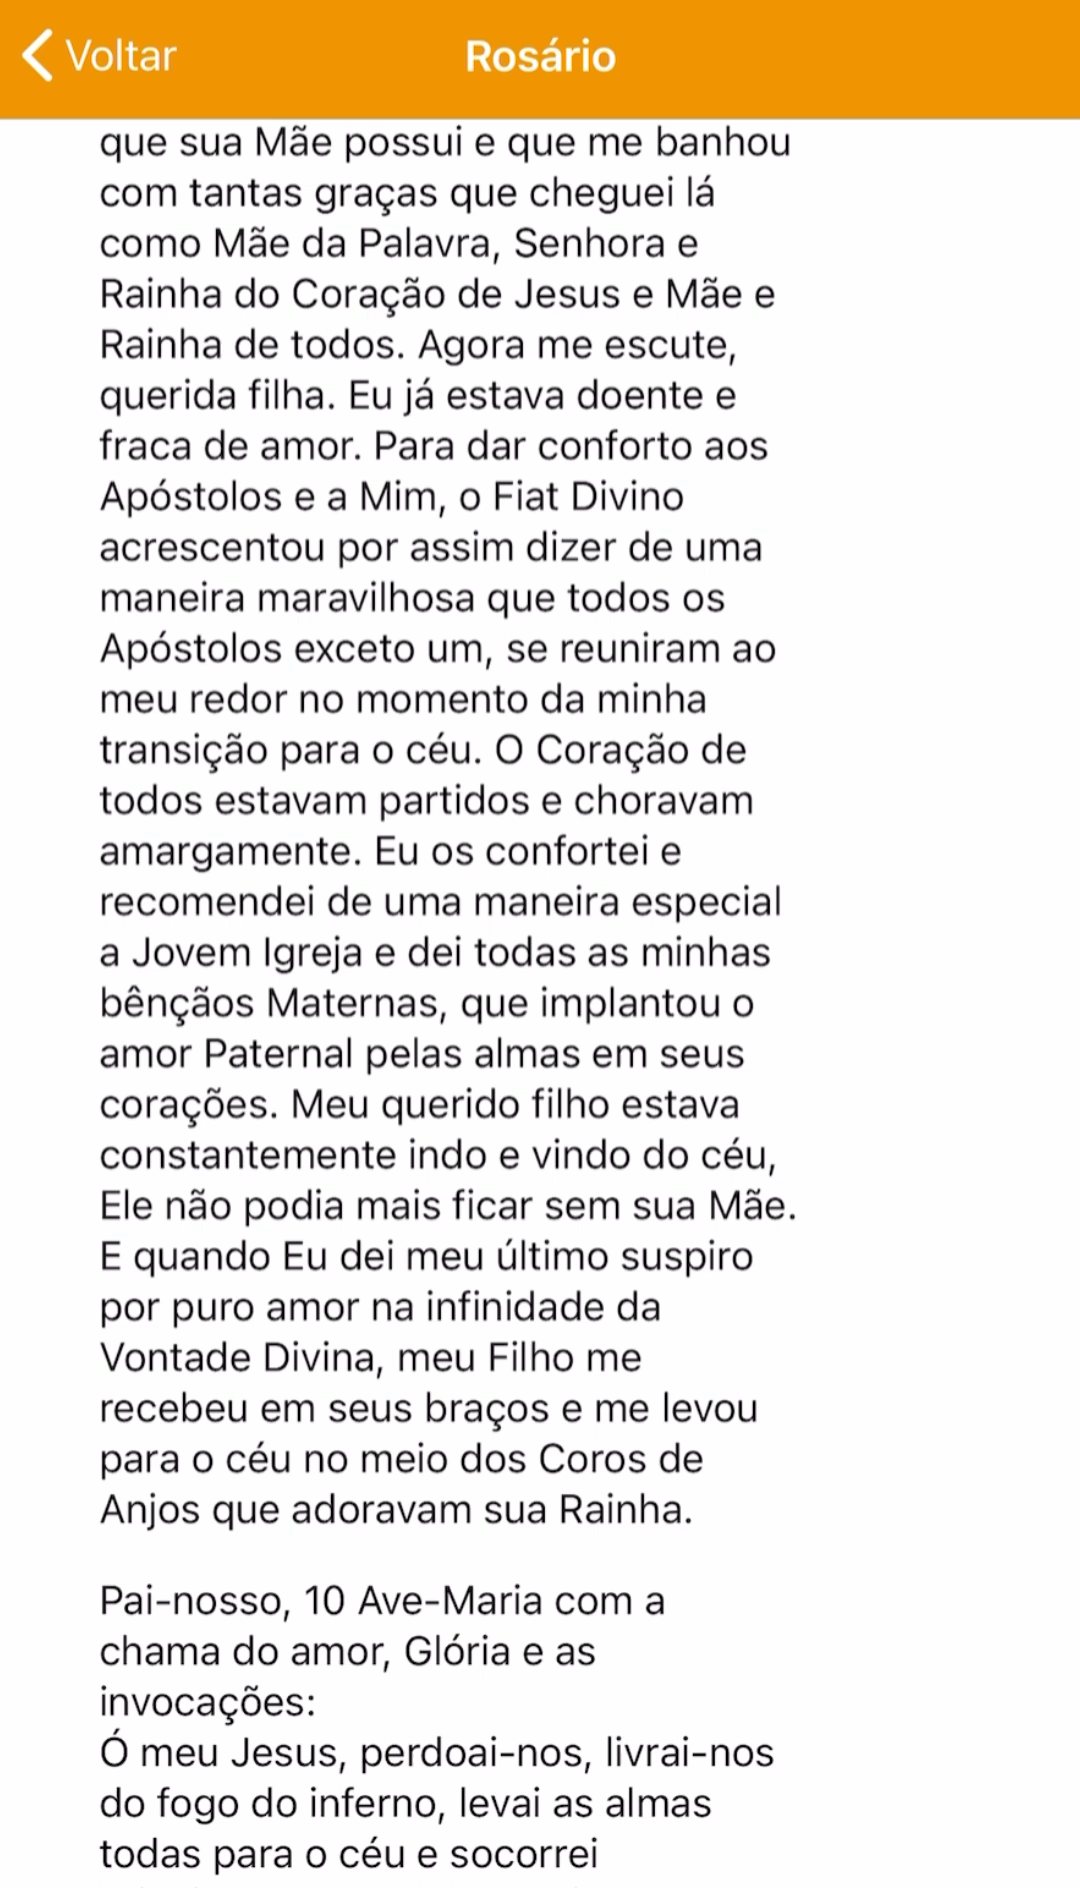 Voltar
Rosário
que sua Mãe possui e que me banhou
com tantas graças que cheguei lá
como Mãe da Palavra, Senhora e
Rainha do Coração de Jesus e Mãe e
Rainha de todos. Agora me escute,
querida filha. Eu já estava doente e
fraca de amor. Para dar conforto aos
Apóstolos e a Mim, o Fiat Divino
acrescentou por assim dizer de uma
maneira maravilhosa que todos os
Apóstolos exceto um, se reuniram ao
meu redor no momento da minha
transição para o céu. O Coração de
todos estavam partidos e choravam
amargamente. Eu os confortei e
recomendei de uma maneira especial
a Jovem Igreja e dei todas as minhas
bênçãos Maternas, que implantou o
amor Paternal pelas almas em seus
corações. Meu querido filho estava
constantemente indo e vindo do céu,
Ele não podia mais ficar sem sua Mãe.
E quando Eu dei meu último suspiro
por puro amor na infinidade da
Vontade Divina, meu Filho me
recebeu em seus braços e me levou
para o céu no meio dos Coros de
Anjos que adoravam sua Rainha.
Pai-nosso, 10 Ave-Maria com a
chama do amor, Glória e as
invocações:
Ó meu Jesus, perdoai-nos, livrai-nos
do fogo do inferno, levai as almas
todas para o céu e socorrei